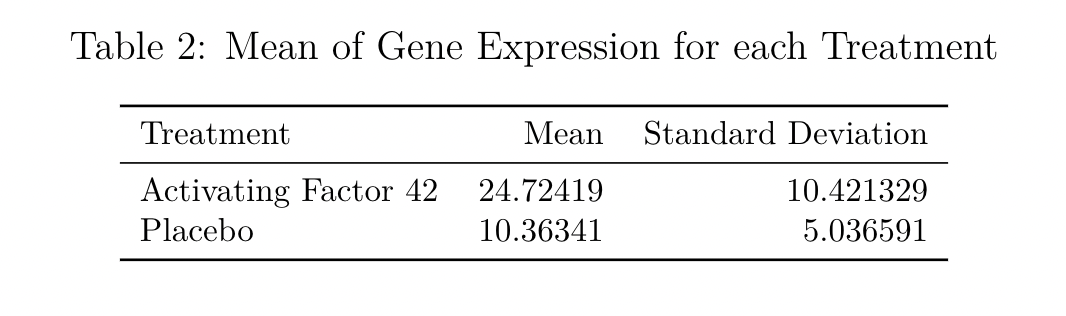 Table 2: Mean of Gene Expression for each Treatment
Treatment Mean Standard Deviation
Activating Factor 42 24.72419 10.421329
Placebo 10.36341 5.036591